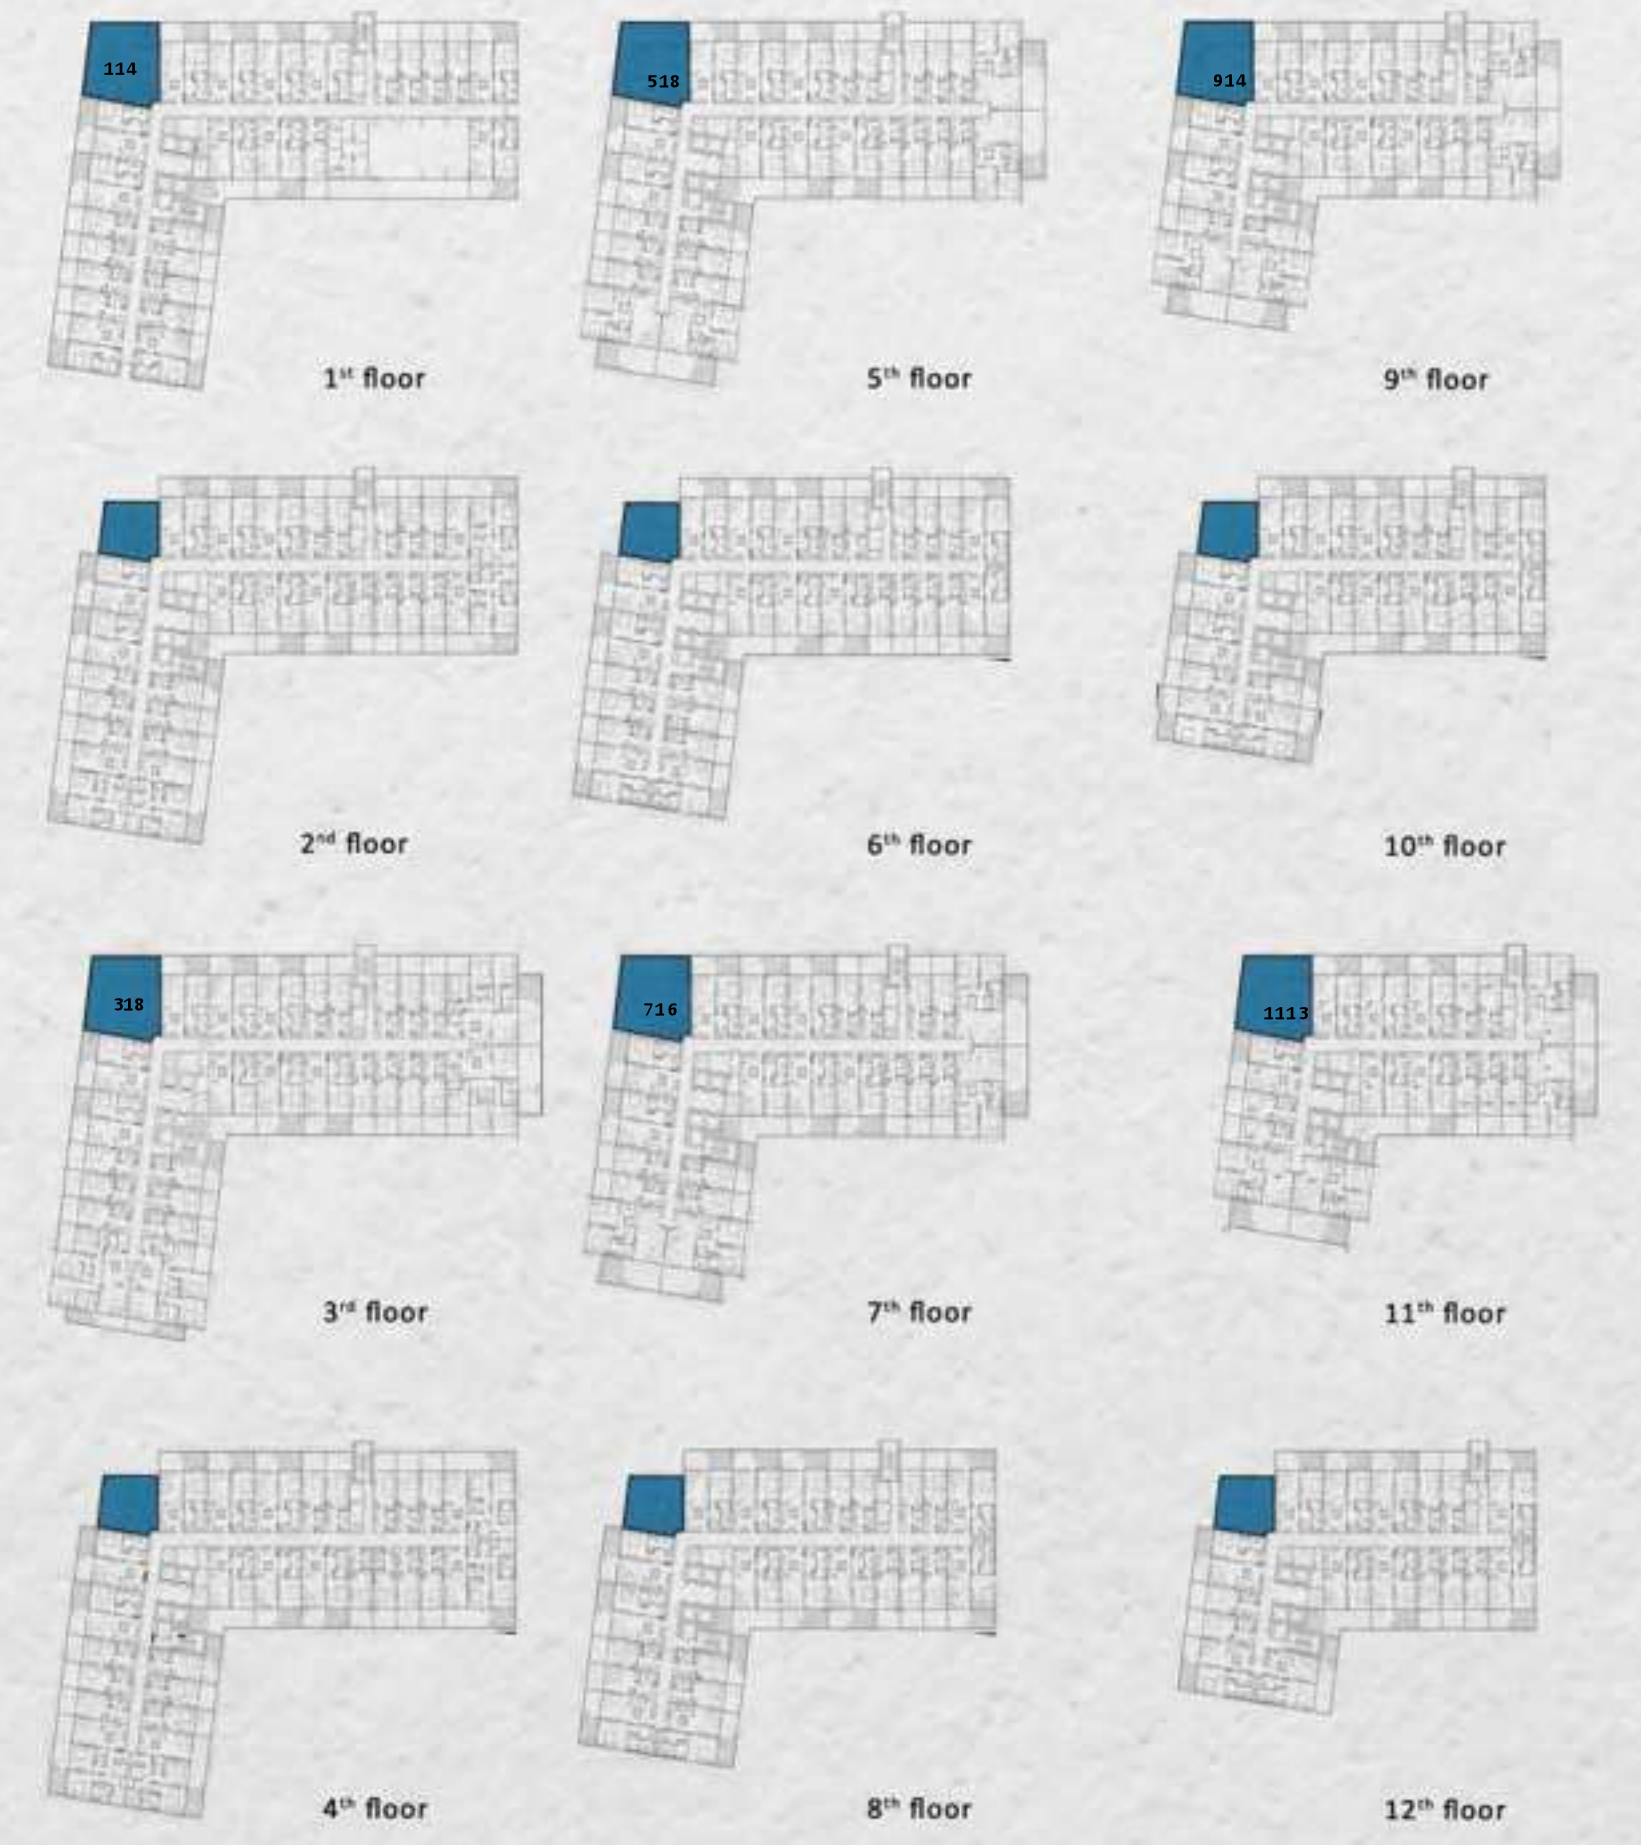 114
518
914
1st floor
5th floor
9th floor
2nd floor
6th floor
10th floor
318
716
1113
3rd floor
7th floor
11th floor
4th floor
8th floor
12th floor